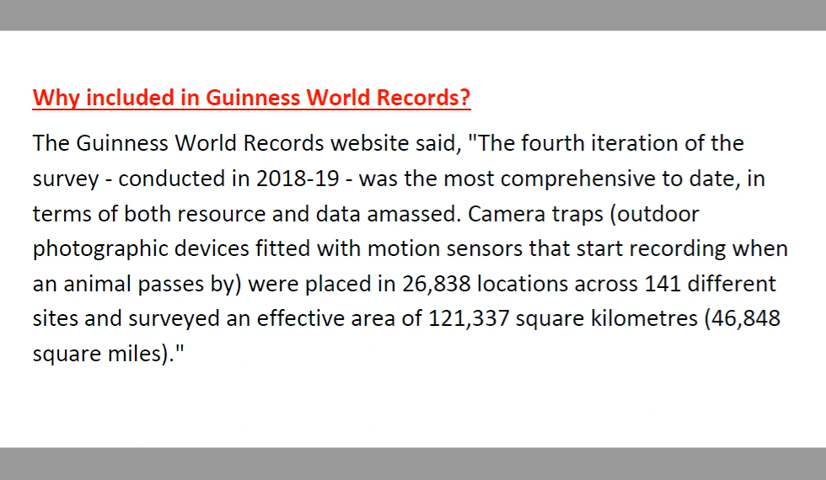 Why included in Guinness World Records?
The Guinness World Records website said, "The fourth iteration of the
survey - conducted in 2018-19 - was the most comprehensive to date, in
terms of both resource and data amassed. Camera traps (outdoor
photographic devices fitted with motion sensors that start recording when
an animal passes by) were placed in 26,838 locations across 141 different
sites and surveyed an effective area of 121,337 square kilometres (46,848
square miles)."